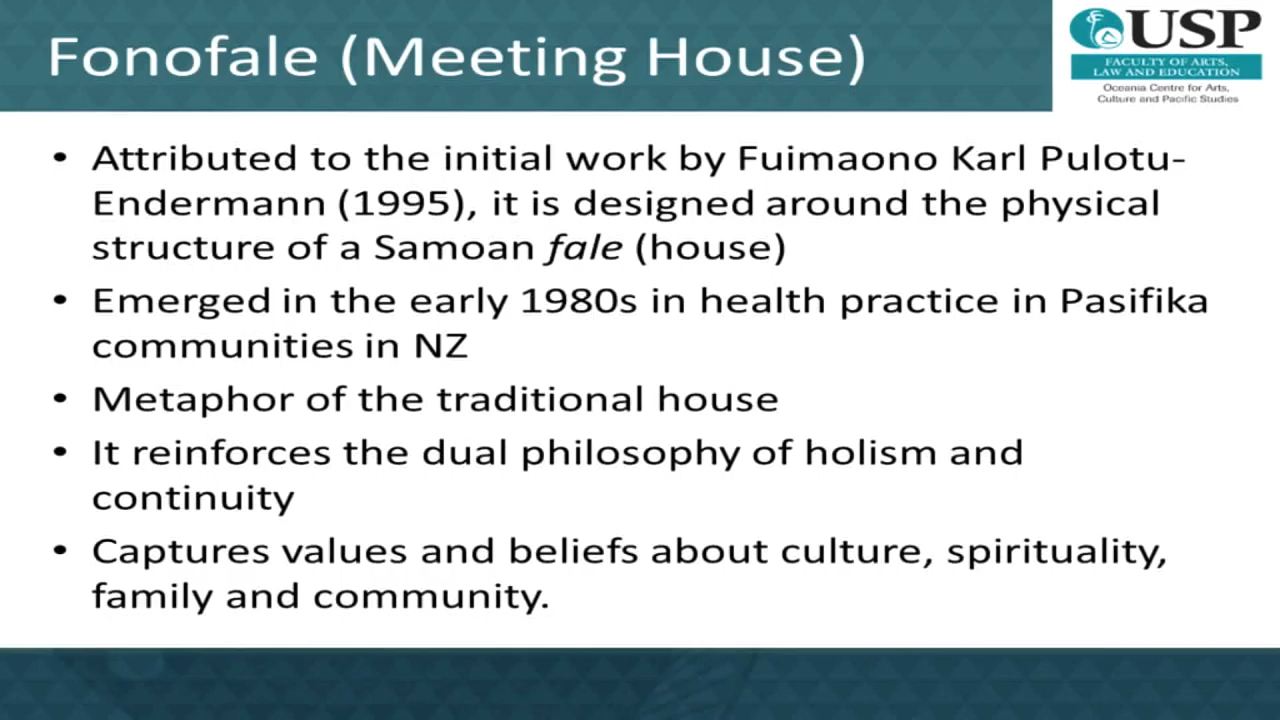 Fonofale (Meeting House)
USP
FACULTY OF ARTS,
LAW AND EDUCATION
Oceania Centre for Arts,
Culture and Pacific Studies
• Attributed to the initial work by Fuimaono Karl Pulotu-
Endermann (1995), it is designed around the physical
structure of a Samoan fale (house)
• Emerged in the early 1980s in health practice in Pasifika
communities in NZ
• Metaphor of the traditional house
• It reinforces the dual philosophy of holism and
continuity
• Captures values and beliefs about culture, spirituality,
family and community.